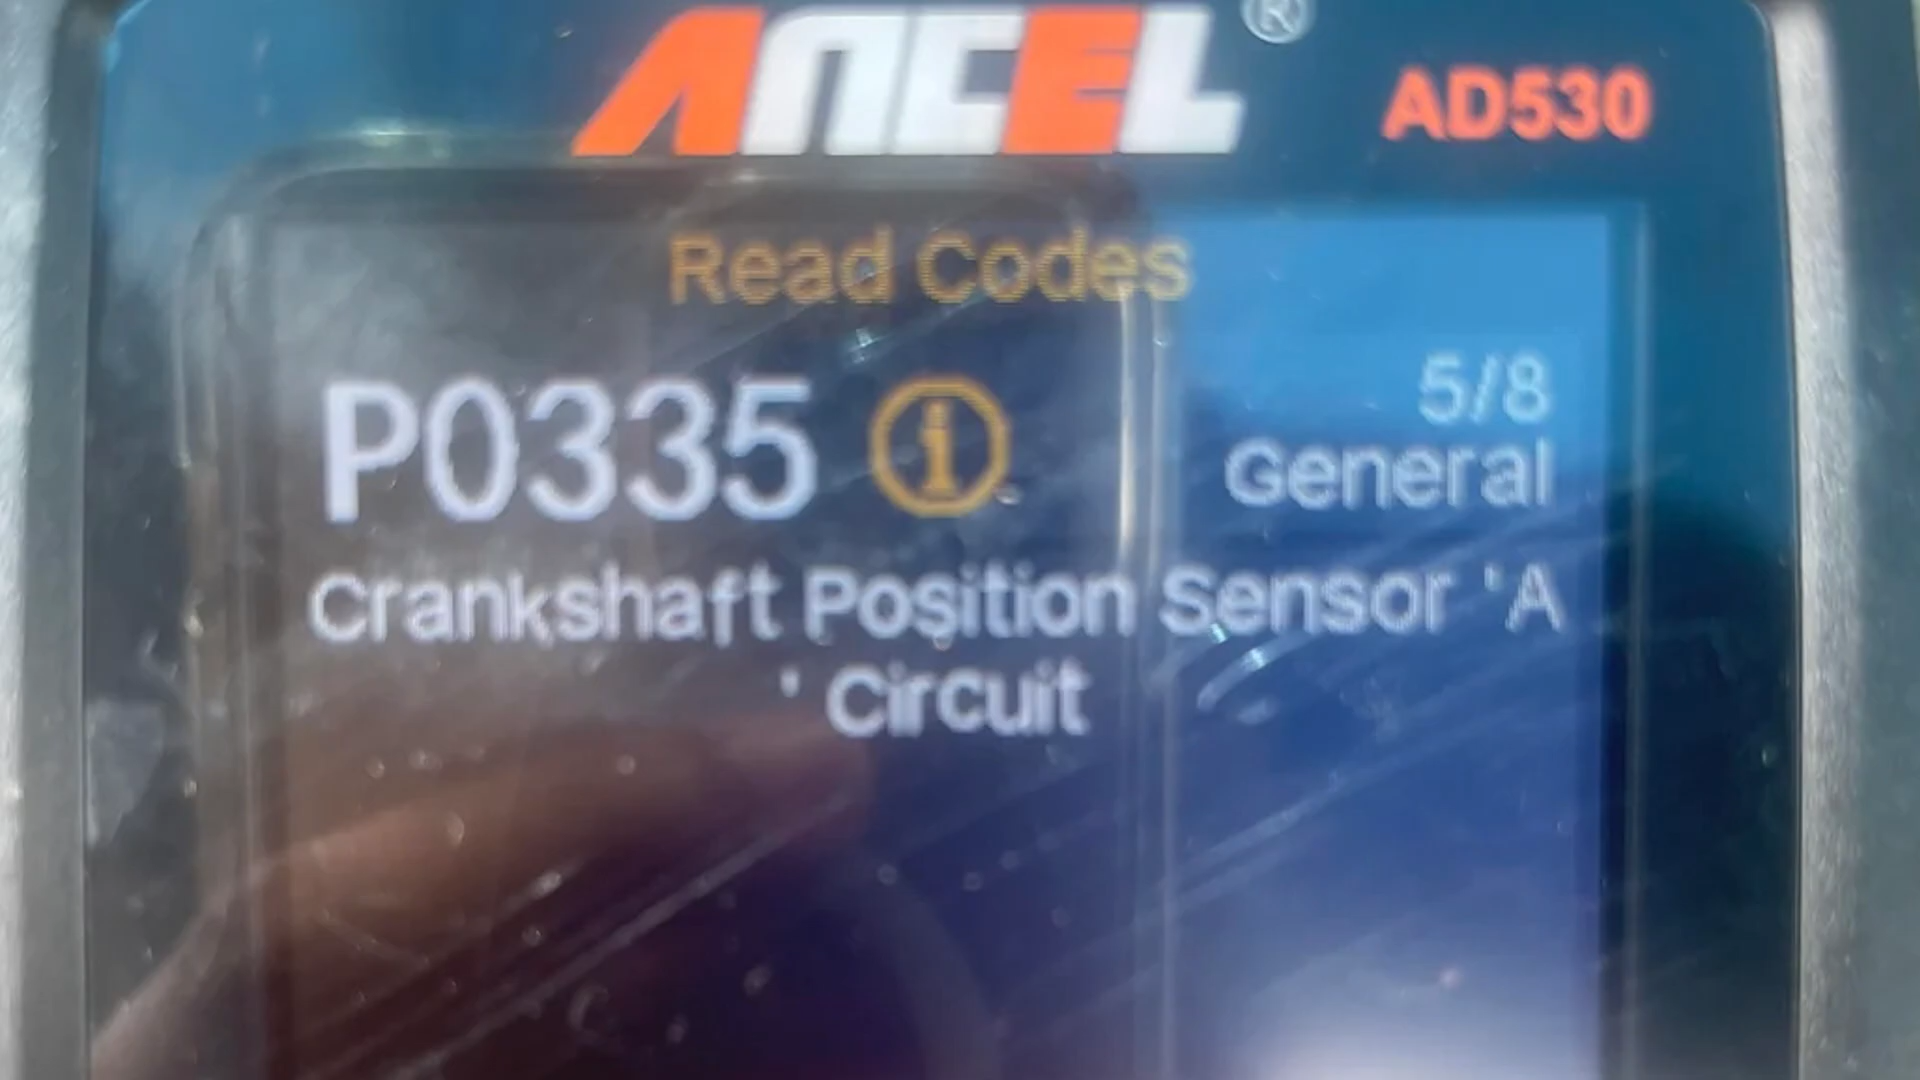 ANCEL ®
AD530
Read Codes
P0335 i
5/8
General
Crankshaft Position Sensor 'A
' Circuit